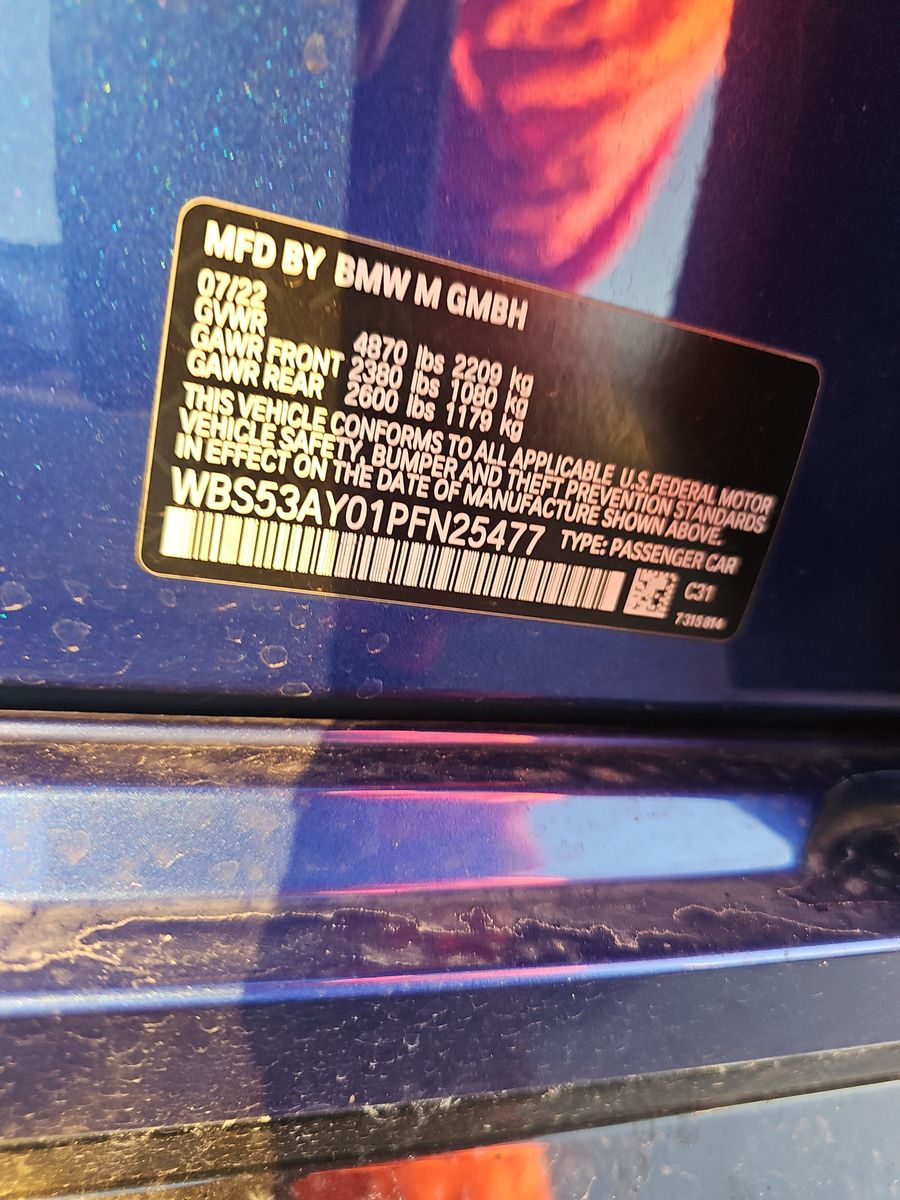 MFD BY BMW M GMBH
07/22
GVWR 4870 lbs 2209 kg
GAWR FRONT 2380 lbs 1080 kg
GAWR REAR 2600 lbs 1179 kg
THIS VEHICLE CONFORMS TO ALL APPLICABLE U.S.FEDERAL MOTOR
VEHICLE SAFETY, BUMPER AND THEFT PREVENTION STANDARDS
IN EFFECT ON THE DATE OF MANUFACTURE SHOWN ABOVE.
WBS53AY01PFN25477 TYPE: PASSENGER CAR
C31
7315814